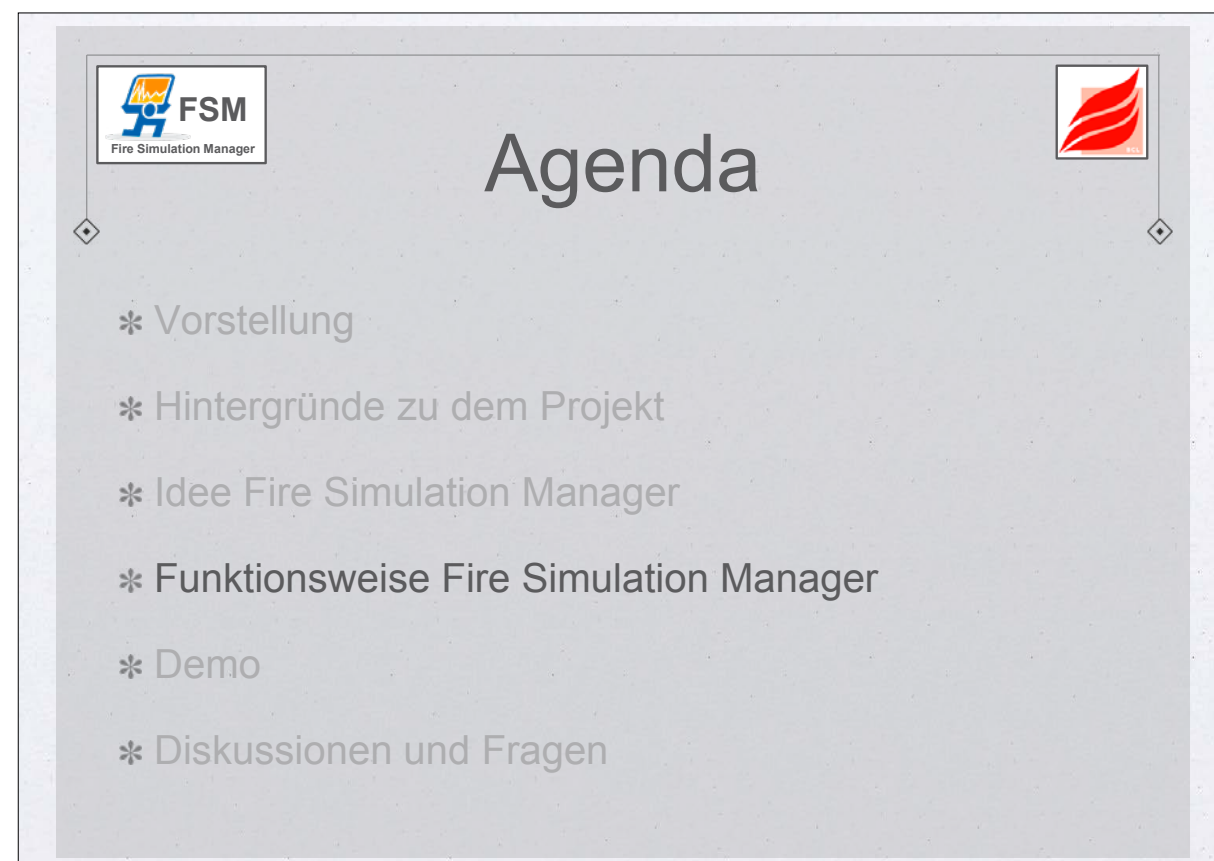 FSM
Fire Simulation Manager
Agenda
Vorstellung
Hintergründe zu dem Projekt
Idee Fire Simulation Manager
Funktionsweise Fire Simulation Manager
Demo
Diskussionen und Fragen